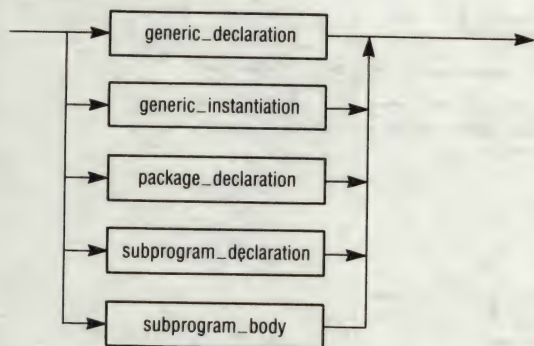 generic_declaration
generic_instantiation
package_declaration
subprogram_declaration
subprogram_body